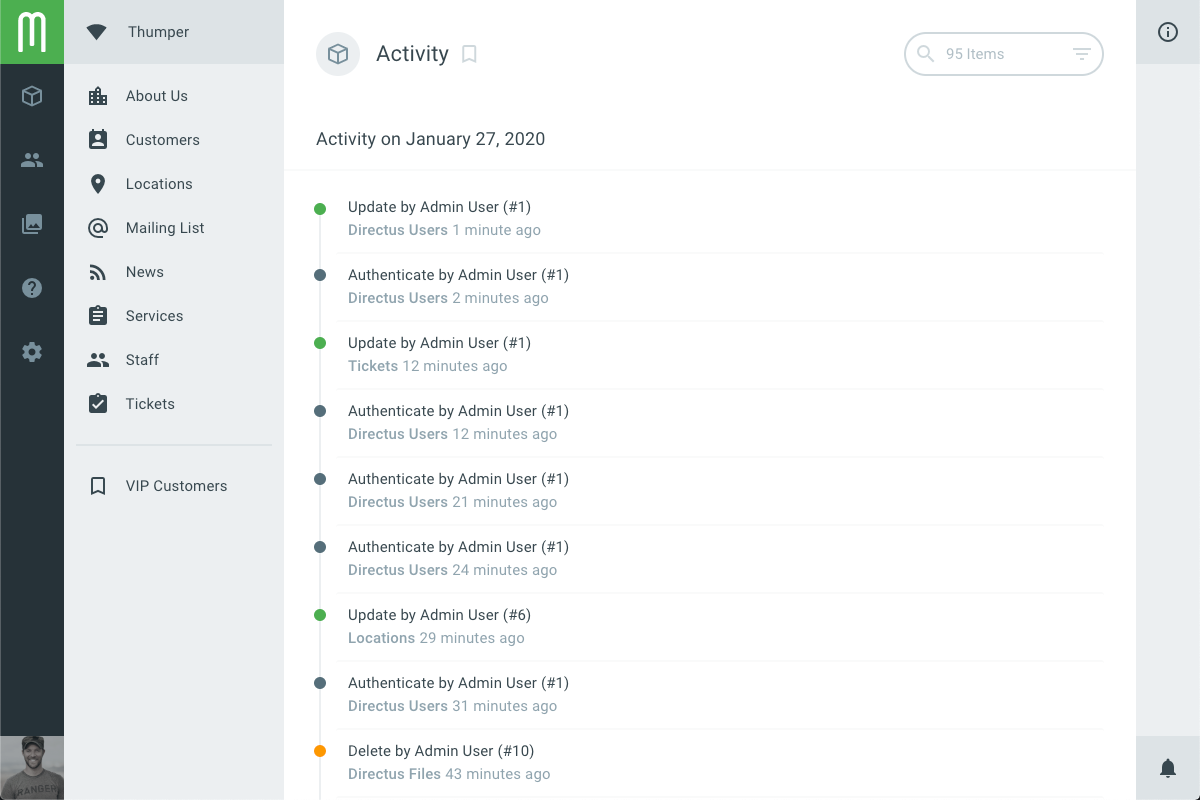 Thumper
About Us
Customers
Locations
Mailing List
News
Services
Staff
Tickets
VIP Customers
Activity
95 Items
Activity on January 27, 2020
Update by Admin User (#1)
Directus Users 1 minute ago
Authenticate by Admin User (#1)
Directus Users 2 minutes ago
Update by Admin User (#1)
Tickets 12 minutes ago
Authenticate by Admin User (#1)
Directus Users 12 minutes ago
Authenticate by Admin User (#1)
Directus Users 21 minutes ago
Authenticate by Admin User (#1)
Directus Users 24 minutes ago
Update by Admin User (#6)
Locations 29 minutes ago
Authenticate by Admin User (#1)
Directus Users 31 minutes ago
Delete by Admin User (#10)
Directus Files 43 minutes ago
RANGER